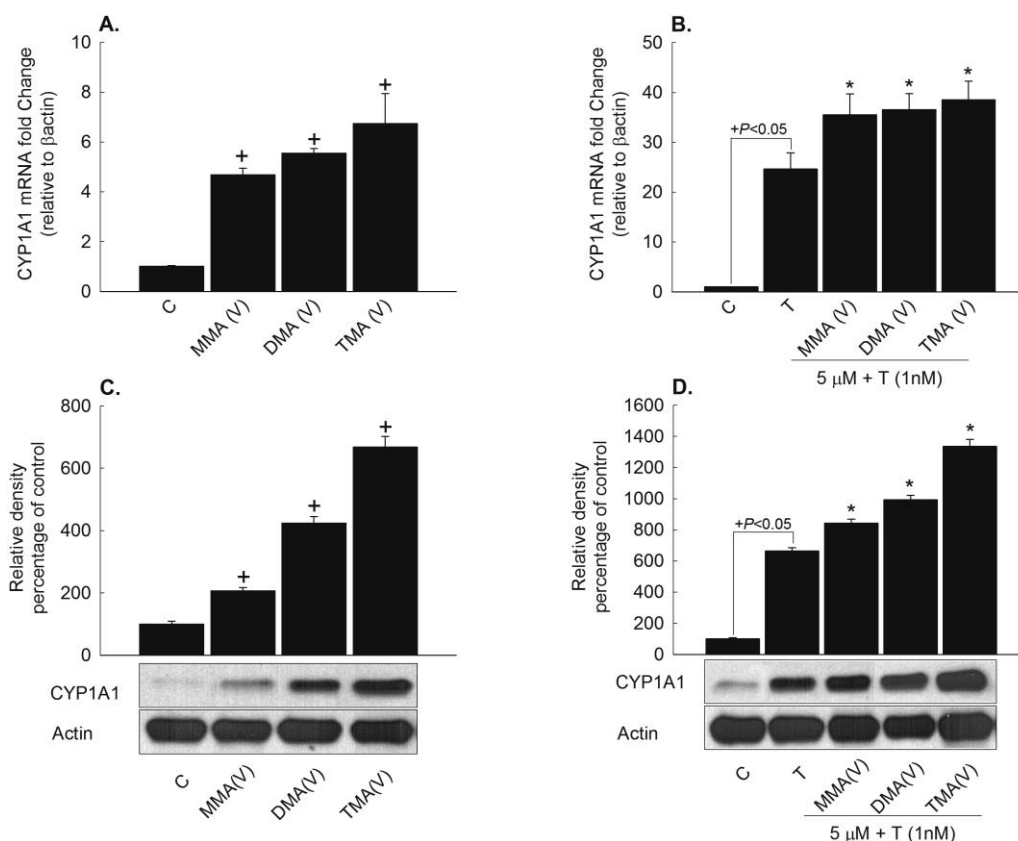 A.
CYP1A1 mRNA fold Change
(relative to βactin)
10
8
6
4
2
0
+
+
+
C
MMA (V)
DMA (V)
TMA (V)
B.
CYP1A1 mRNA fold Change
(relative to βactin)
50
40
30
20
10
0
+P<0.05
*
*
*
C
T
MMA (V)
DMA (V)
TMA (V)
5 μM + T (1nM)
C.
Relative density
percentage of control
800
600
400
200
0
+
+
+
CYP1A1
Actin
C
MMA(V)
DMA(V)
TMA(V)
D.
Relative density
percentage of control
1600
1400
1200
1000
800
600
400
200
0
+P<0.05
*
*
*
CYP1A1
Actin
C
T
MMA(V)
DMA(V)
TMA(V)
5 μM + T (1nM)